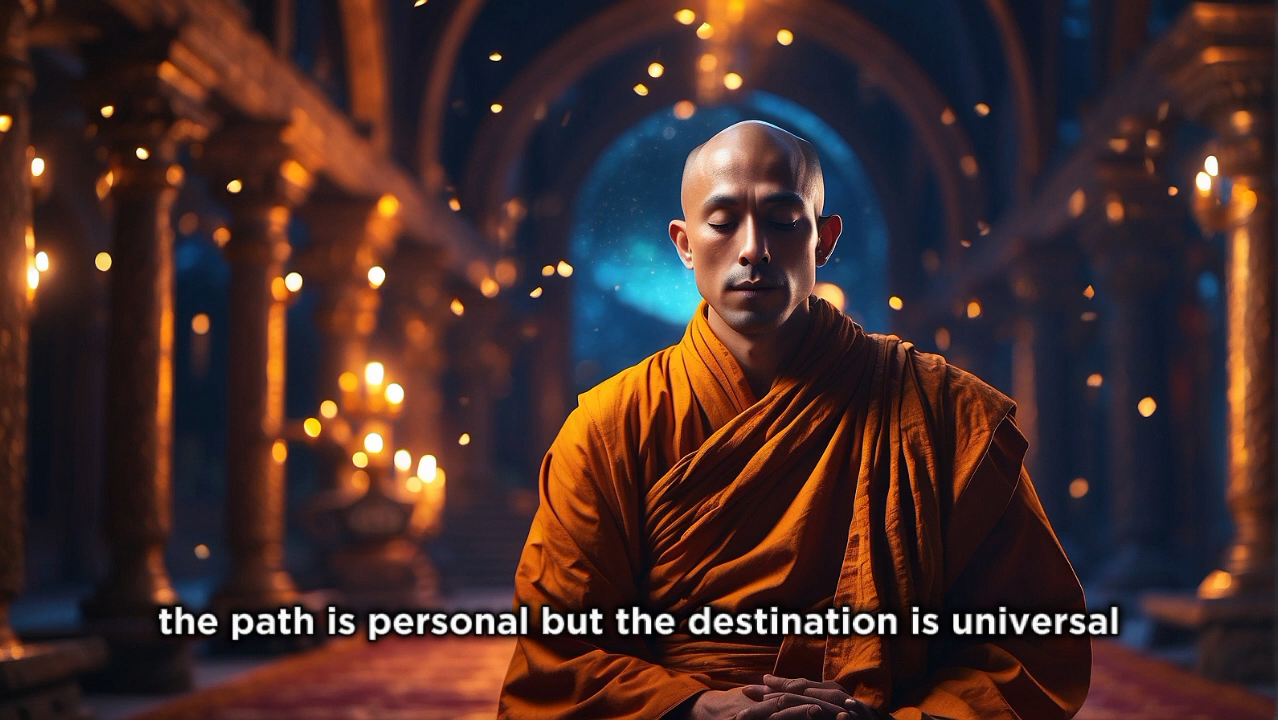 the path is personal but the destination is universal